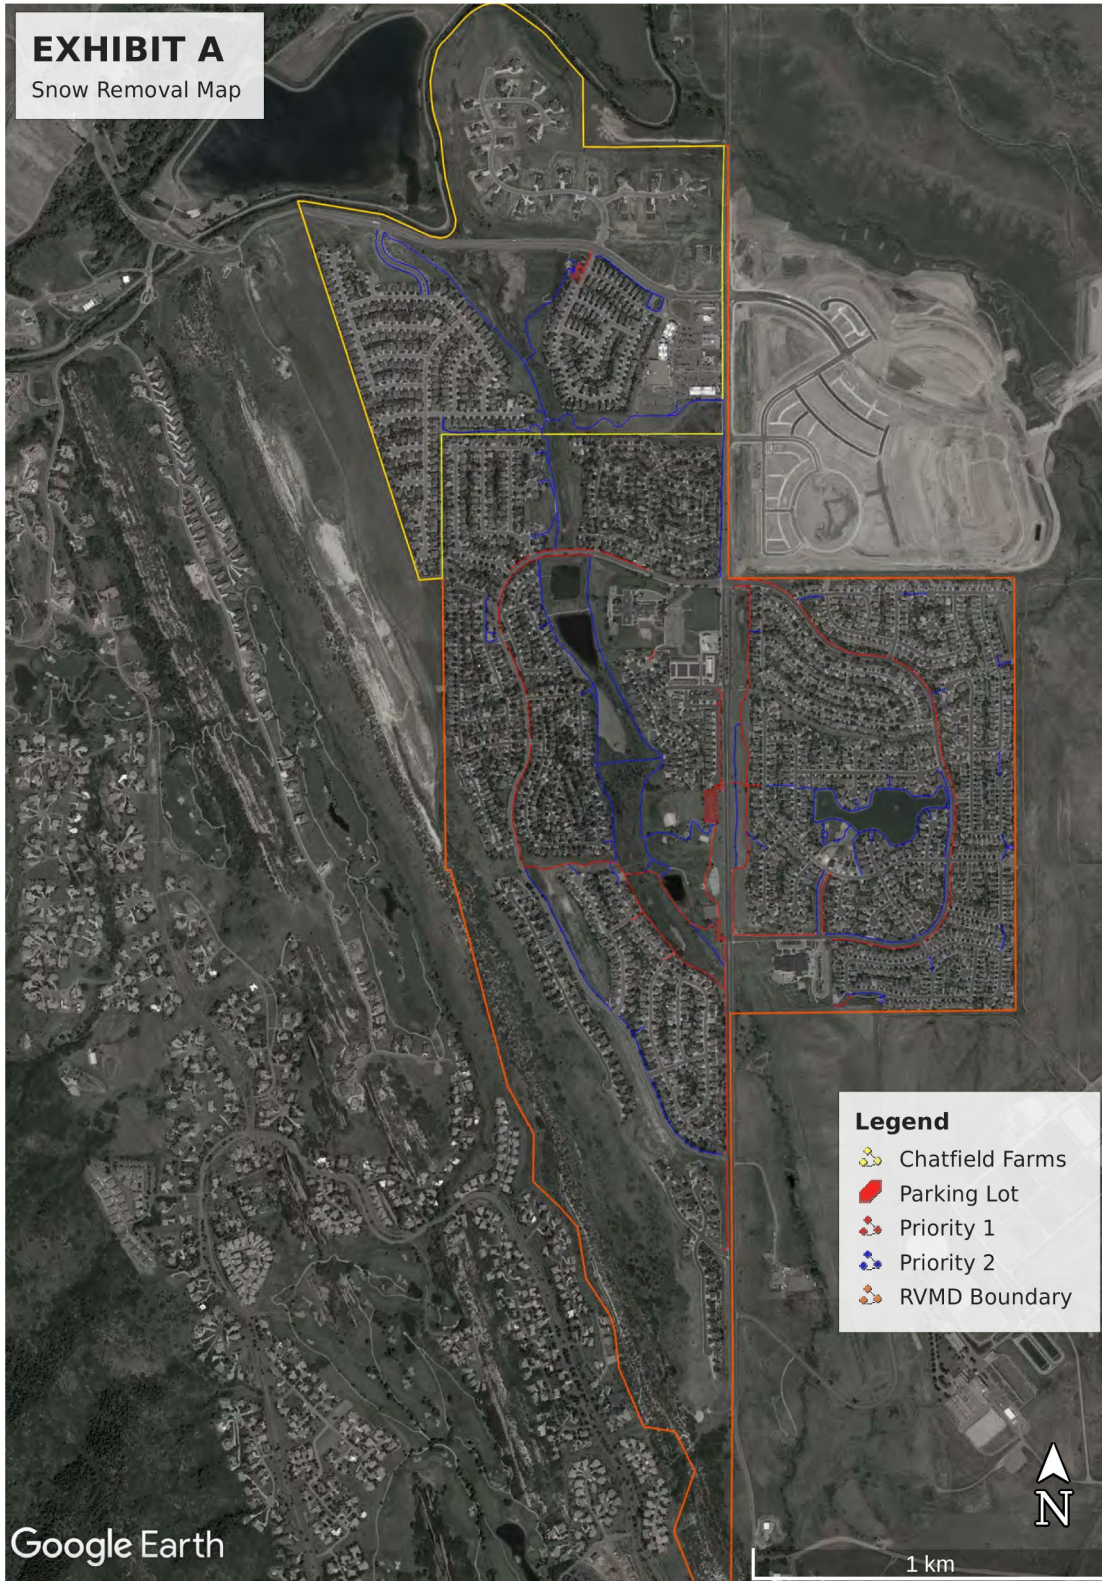 EXHIBIT A
Snow Removal Map
Legend
Chatfield Farms
Parking Lot
Priority 1
Priority 2
RVMD Boundary
N
Google Earth
1 km